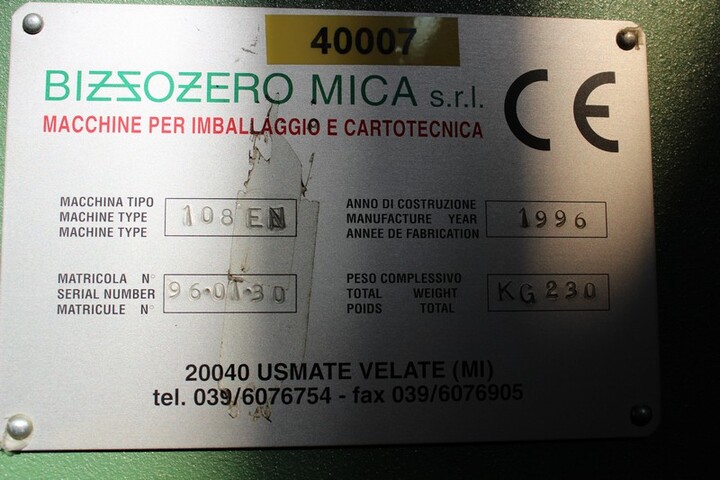 40007
BIZZOZERO MICA s.r.l.
MACCHINE PER IMBALLAGGIO E CARTOTECNICA
CE
MACCHINA TIPO
MACHINE TYPE
MACHINE TYPE
108 EN
ANNO DI COSTRUZIONE
MANUFACTURE YEAR
ANNEE DE FABRICATION
1996
MATRICOLA N°
SERIAL NUMBER
MATRICULE N°
96·01·30
PESO COMPLESSIVO
TOTAL WEIGHT
POIDS TOTAL
KG 230
20040 USMATE VELATE (MI)
tel. 039/6076754 - fax 039/6076905